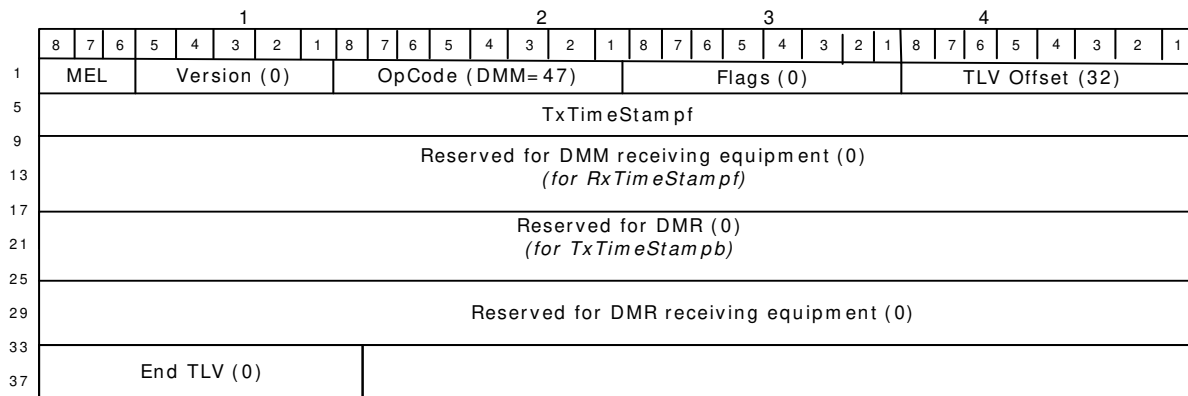 1 2 3 4
8 7 6 5 4 3 2 1 8 7 6 5 4 3 2 1 8 7 6 5 4 3 2 1 8 7 6 5 4 3 2 1
1 MEL Version (0) OpCode (DMM=47) Flags (0) TLV Offset (32)
5 TxTimeStampf
9 Reserved for DMM receiving equipment (0)
13 (for RxTimeStampf)
17 Reserved for DMR (0)
21 (for TxTimeStampb)
25
29 Reserved for DMR receiving equipment (0)
33
37 End TLV (0)